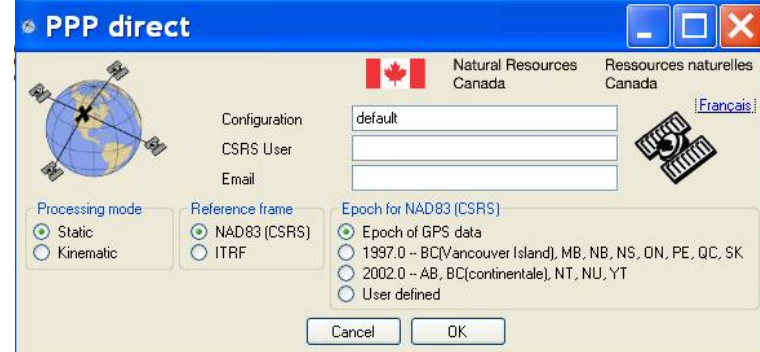 PPP direct
Natural Resources Canada
Ressources naturelles Canada
Français
Configuration default
CSRS User
Email
Processing mode
Static
Kinematic
Reference frame
NAD83 (CSRS)
ITRF
Epoch for NAD83 (CSRS)
Epoch of GPS data
1997.0 -- BC(Vancouver Island), MB, NB, NS, ON, PE, QC, SK
2002.0 -- AB, BC(continentale), NT, NU, YT
User defined
Cancel OK